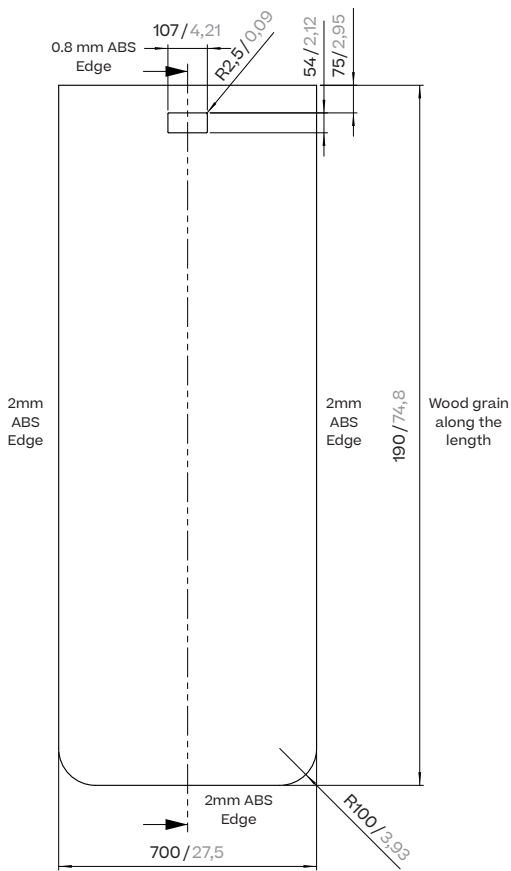 107/4,21
0.8 mm ABS
Edge
R2,5/0,09
54/2,12
75/2,95
2mm
ABS
Edge
2mm
ABS
Edge
190/74,8
Wood grain
along the
length
2mm ABS
Edge
R100/3,93
700/27,5